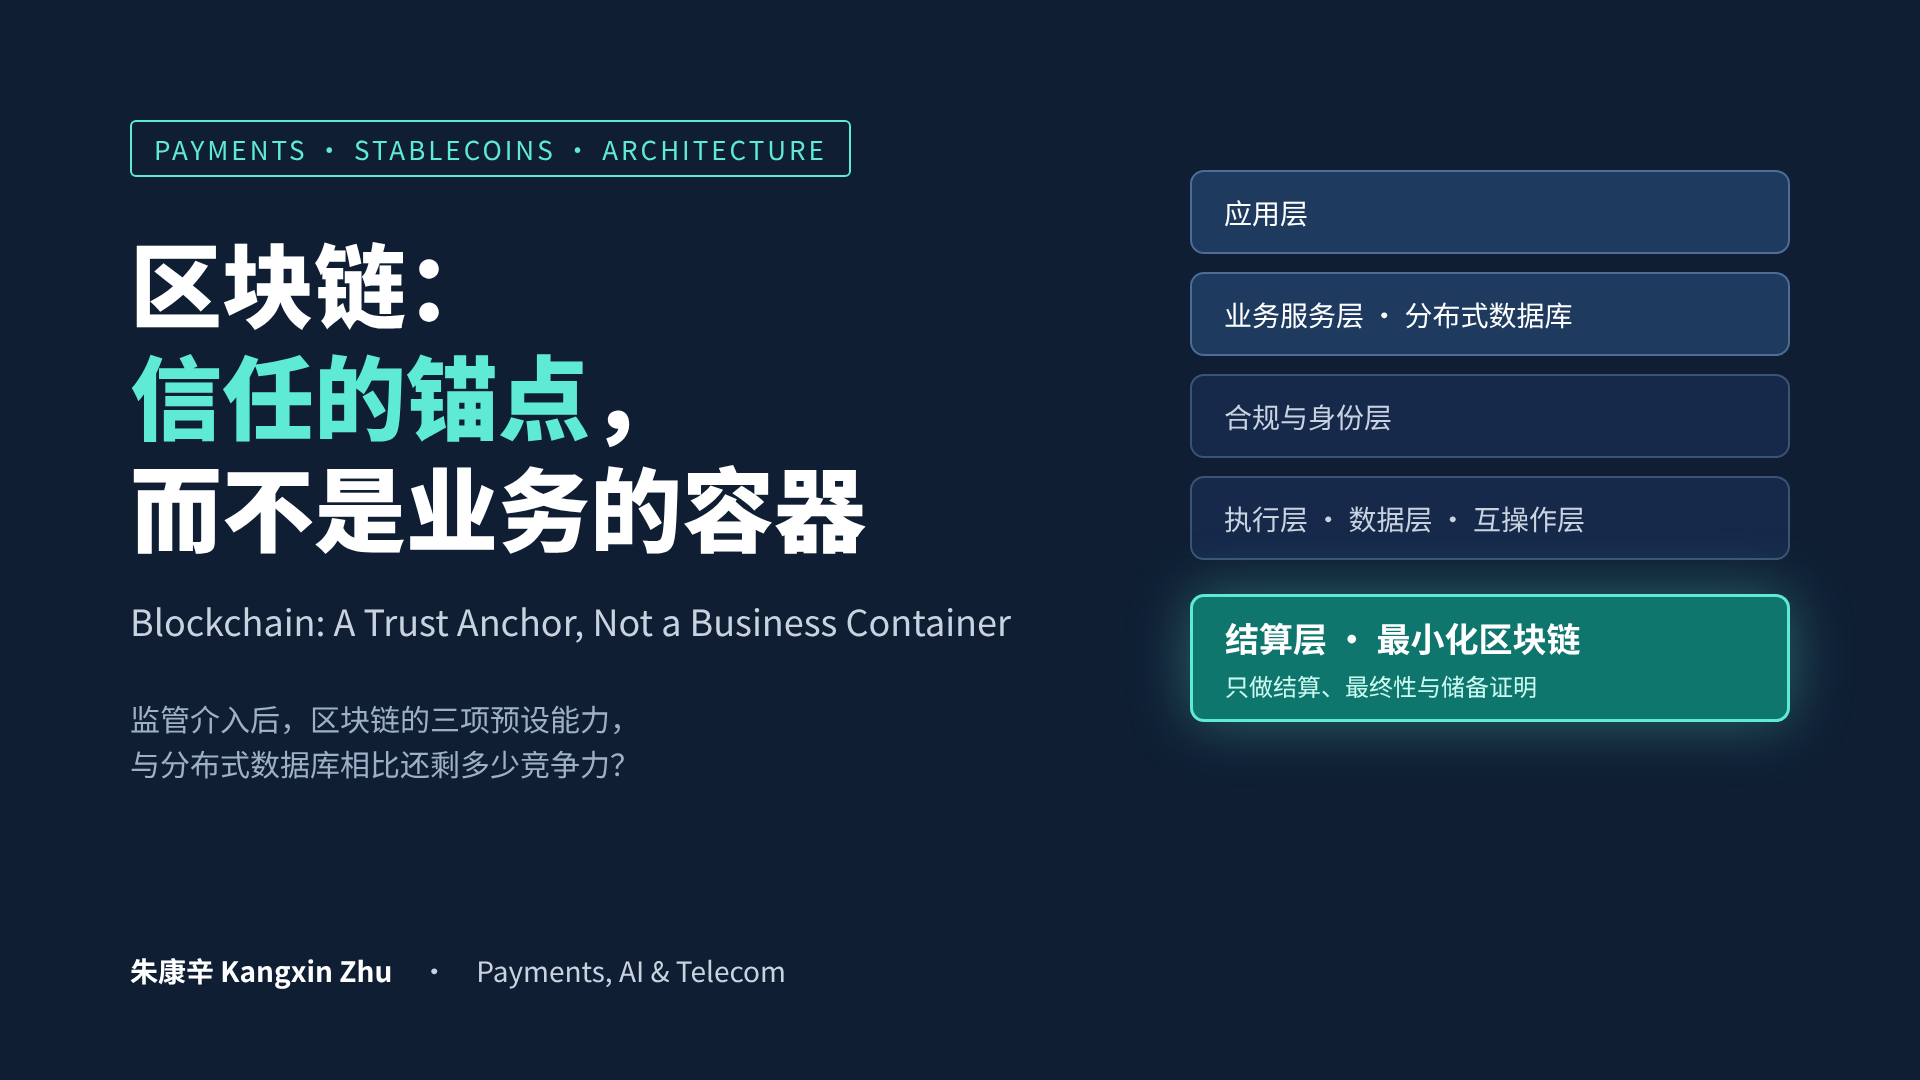 PAYMENTS · STABLECOINS · ARCHITECTURE
区块链：
信任的锚点，
而不是业务的容器
Blockchain: A Trust Anchor, Not a Business Container
监管介入后，区块链的三项预设能力，
与分布式数据库相比还剩多少竞争力？
朱康辛 Kangxin Zhu · Payments, AI & Telecom
应用层
业务服务层 · 分布式数据库
合规与身份层
执行层 · 数据层 · 互操作层
结算层 · 最小化区块链
只做结算、最终性与储备证明